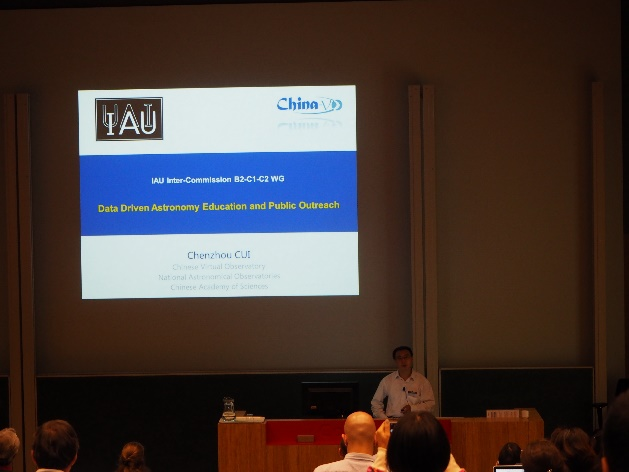 IAU
China VO
IAU Inter-Commission B2-C1-C2 WG
Data Driven Astronomy Education and Public Outreach
Chenzhou CUI
Chinese Virtual Observatory,
National Astronomical Observatories,
Chinese Academy of Sciences